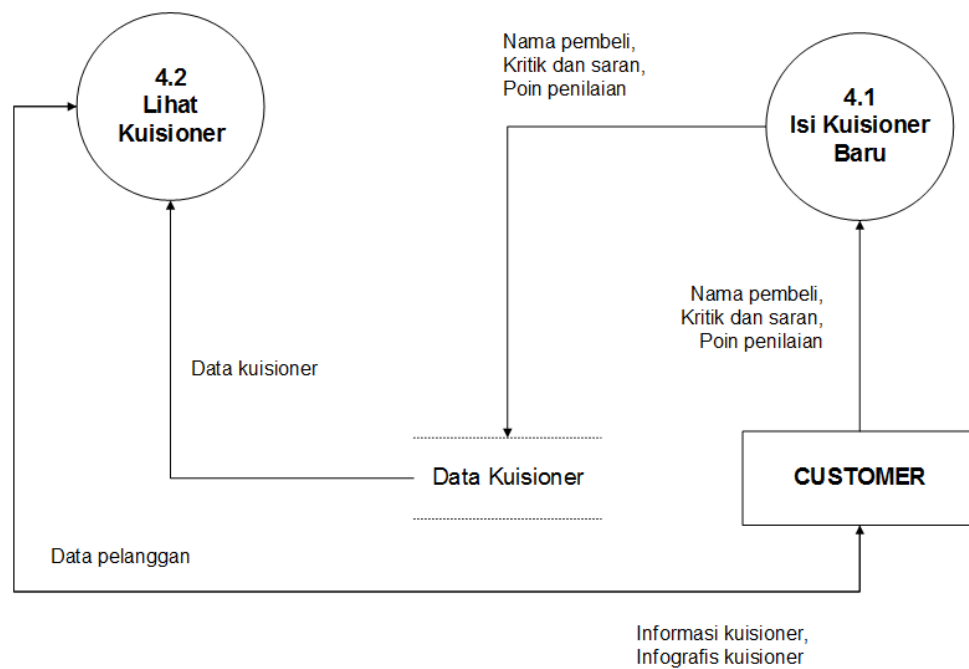 4.2
Lihat
Kuisioner
Nama pembeli,
Kritik dan saran,
Poin penilaian
4.1
Isi Kuisioner
Baru
Nama pembeli,
Kritik dan saran,
Poin penilaian
Data kuisioner
Data Kuisioner
CUSTOMER
Data pelanggan
Informasi kuisioner,
Infografis kuisioner